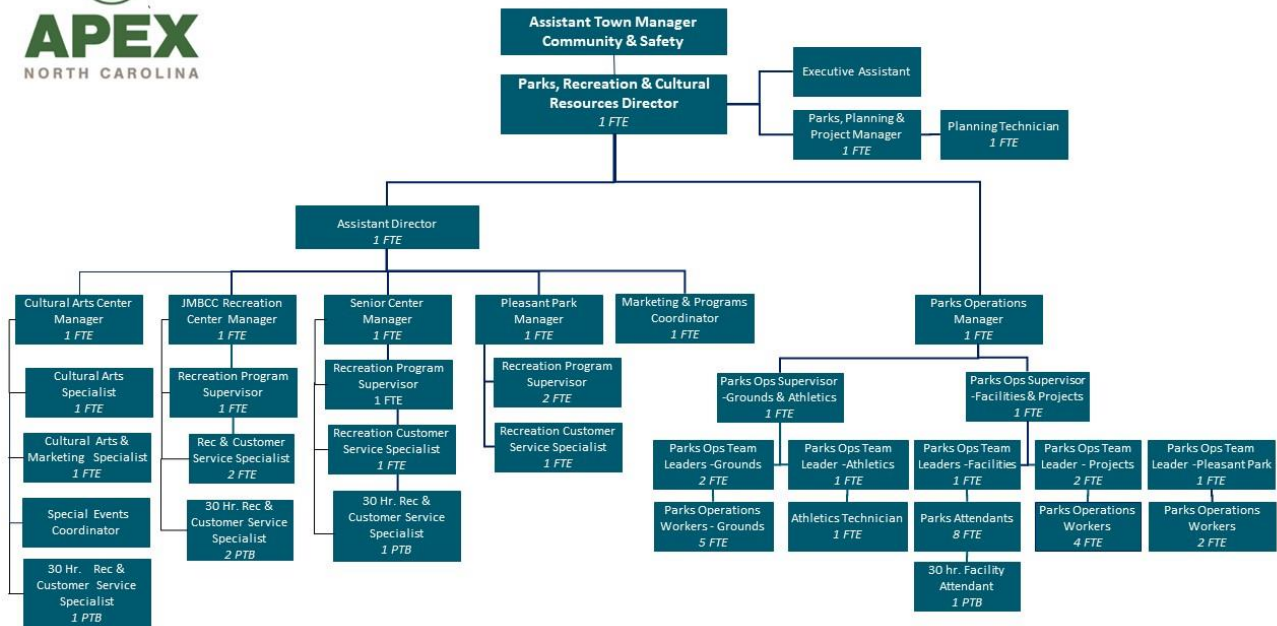 APEX
NORTH CAROLINA
Assistant Town Manager
Community & Safety
Parks, Recreation & Cultural
Resources Director
1 FTE
Executive Assistant
Parks, Planning &
Project Manager
1 FTE
Planning Technician
1 FTE
Assistant Director
1 FTE
Cultural Arts Center
Manager
1 FTE
JMBCC Recreation
Center Manager
1 FTE
Senior Center
Manager
1 FTE
Pleasant Park
Manager
1 FTE
Marketing & Programs
Coordinator
1 FTE
Parks Operations
Manager
1 FTE
Cultural Arts
Specialist
1 FTE
Cultural Arts &
Marketing Specialist
1 FTE
Special Events
Coordinator
30 Hr. Rec &
Customer Service
Specialist
1 PTB
Recreation Program
Supervisor
1 FTE
Rec & Customer
Service Specialist
2 FTE
30 Hr. Rec &
Customer Service
Specialist
2 PTB
Recreation Program
Supervisor
1 FTE
Recreation Customer
Service Specialist
1 FTE
30 Hr. Rec &
Customer Service
Specialist
1 PTB
Recreation Program
Supervisor
2 FTE
Recreation Customer
Service Specialist
1 FTE
Parks Ops Supervisor
-Grounds & Athletics
1 FTE
Parks Ops Supervisor
-Facilities & Projects
1 FTE
Parks Ops Team
Leaders -Grounds
2 FTE
Parks Ops Team
Leader -Athletics
1 FTE
Parks Ops Team
Leaders -Facilities
1 FTE
Parks Ops Team
Leader - Projects
2 FTE
Parks Ops Team
Leader -Pleasant Park
1 FTE
Parks Operations
Workers - Grounds
5 FTE
Athletics Technician
1 FTE
Parks Attendants
8 FTE
Parks Operations
Workers
4 FTE
Parks Operations
Workers
2 FTE
30 hr. Facility
Attendant
1 PTB